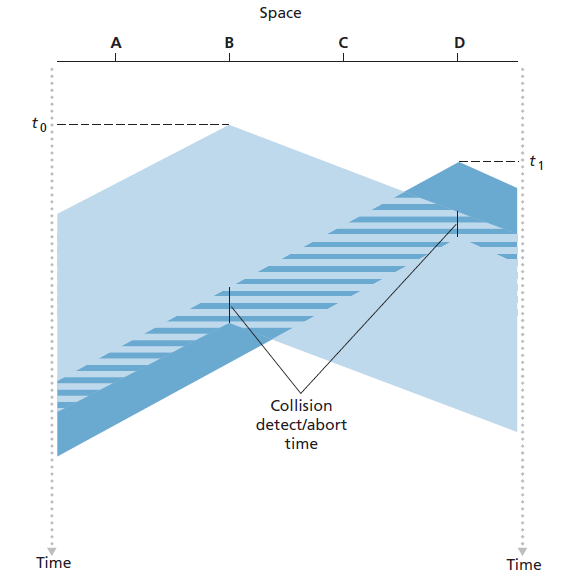 Space
A B C D
t0
t1
Collision
detect/abort
time
Time
Time